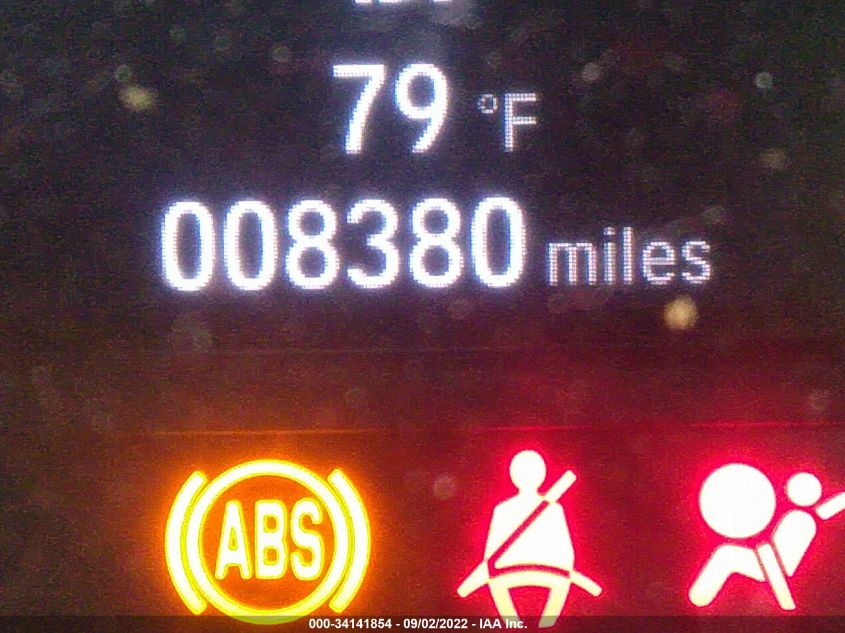 79 °F
008380 miles
ABS
000-34141854 - 09/02/2022 - IAA Inc.